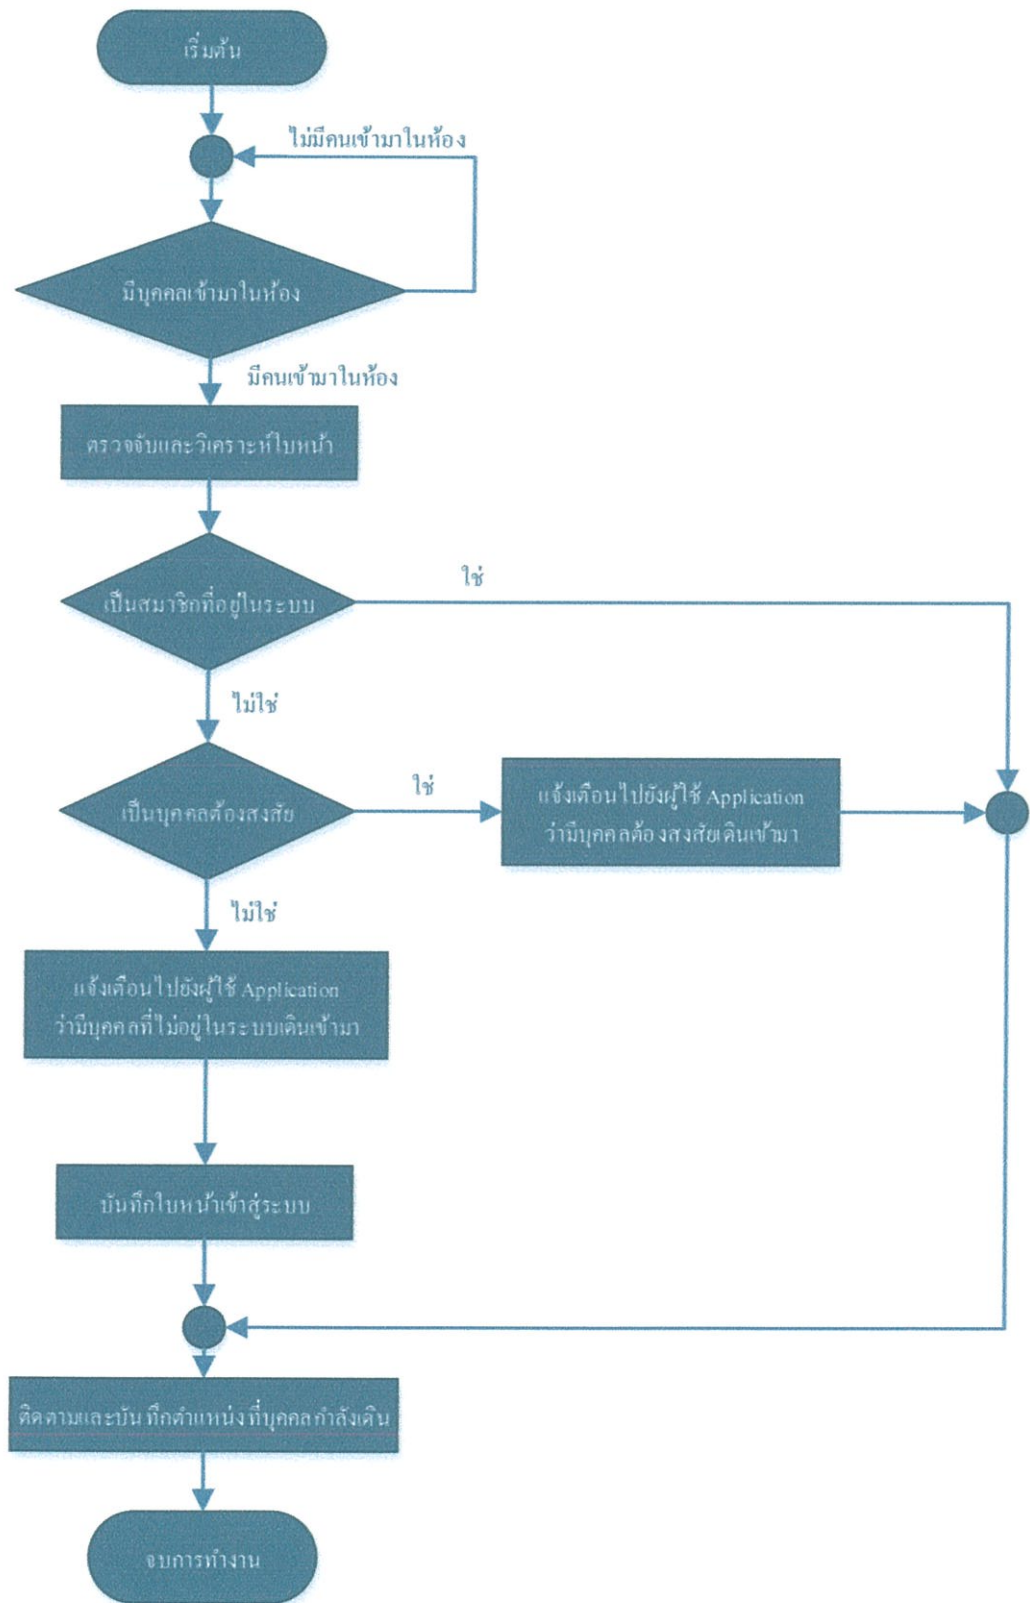 เริ่มต้น
ไม่มีคนเข้ามาในห้อง
มีบุคคลเข้ามาในห้อง
มีคนเข้ามาในห้อง
ตรวจจับและวิเคราะห์ใบหน้า
ใช่
เป็นสมาชิกที่อยู่ในระบบ
ไม่ใช่
ใช่
เป็นบุคคลต้องสงสัย
แจ้งเตือนไปยังผู้ใช้ Application
ว่ามีบุคคลต้องสงสัยเดินเข้ามา
ไม่ใช่
แจ้งเตือนไปยังผู้ใช้ Application
ว่ามีบุคคลที่ไม่อยู่ในระบบเดินเข้ามา
บันทึกใบหน้าเข้าสู่ระบบ
ติดตามและบันทึกตำแหน่งที่บุคคลกำลังเดิน
จบการทำงาน